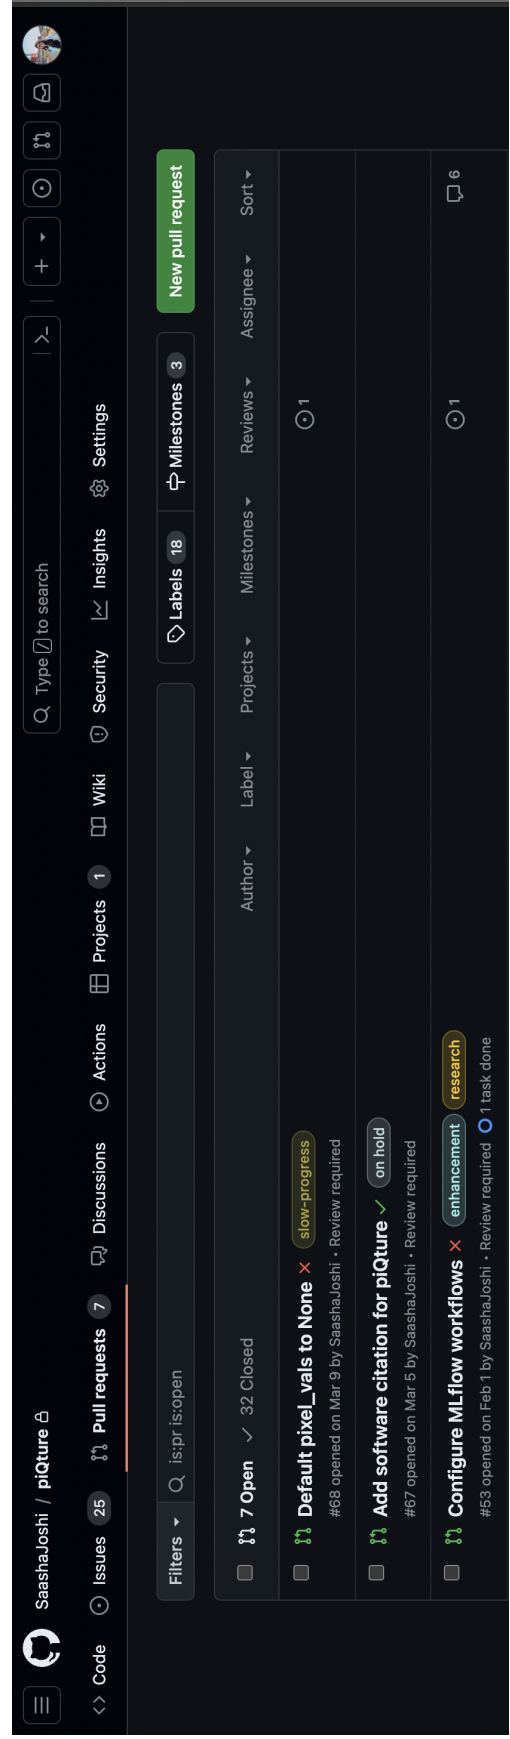 SaashaJoshi / piQture
Type / to search
Code
Issues 25
Pull requests 7
Discussions
Actions
Projects 1
Wiki
Security
Insights
Settings
Filters
is:pr is:open
Labels 18
Milestones 3
New pull request
7 Open
32 Closed
Author
Label
Projects
Milestones
Reviews
Assignee
Sort
Default pixel_vals to None
slow-progress
1
#68 opened on Mar 9 by SaashaJoshi • Review required
Add software citation for piQture
on hold
#67 opened on Mar 5 by SaashaJoshi • Review required
Configure MLflow workflows
enhancement
research
1
6
#53 opened on Feb 1 by SaashaJoshi • Review required
1 task done